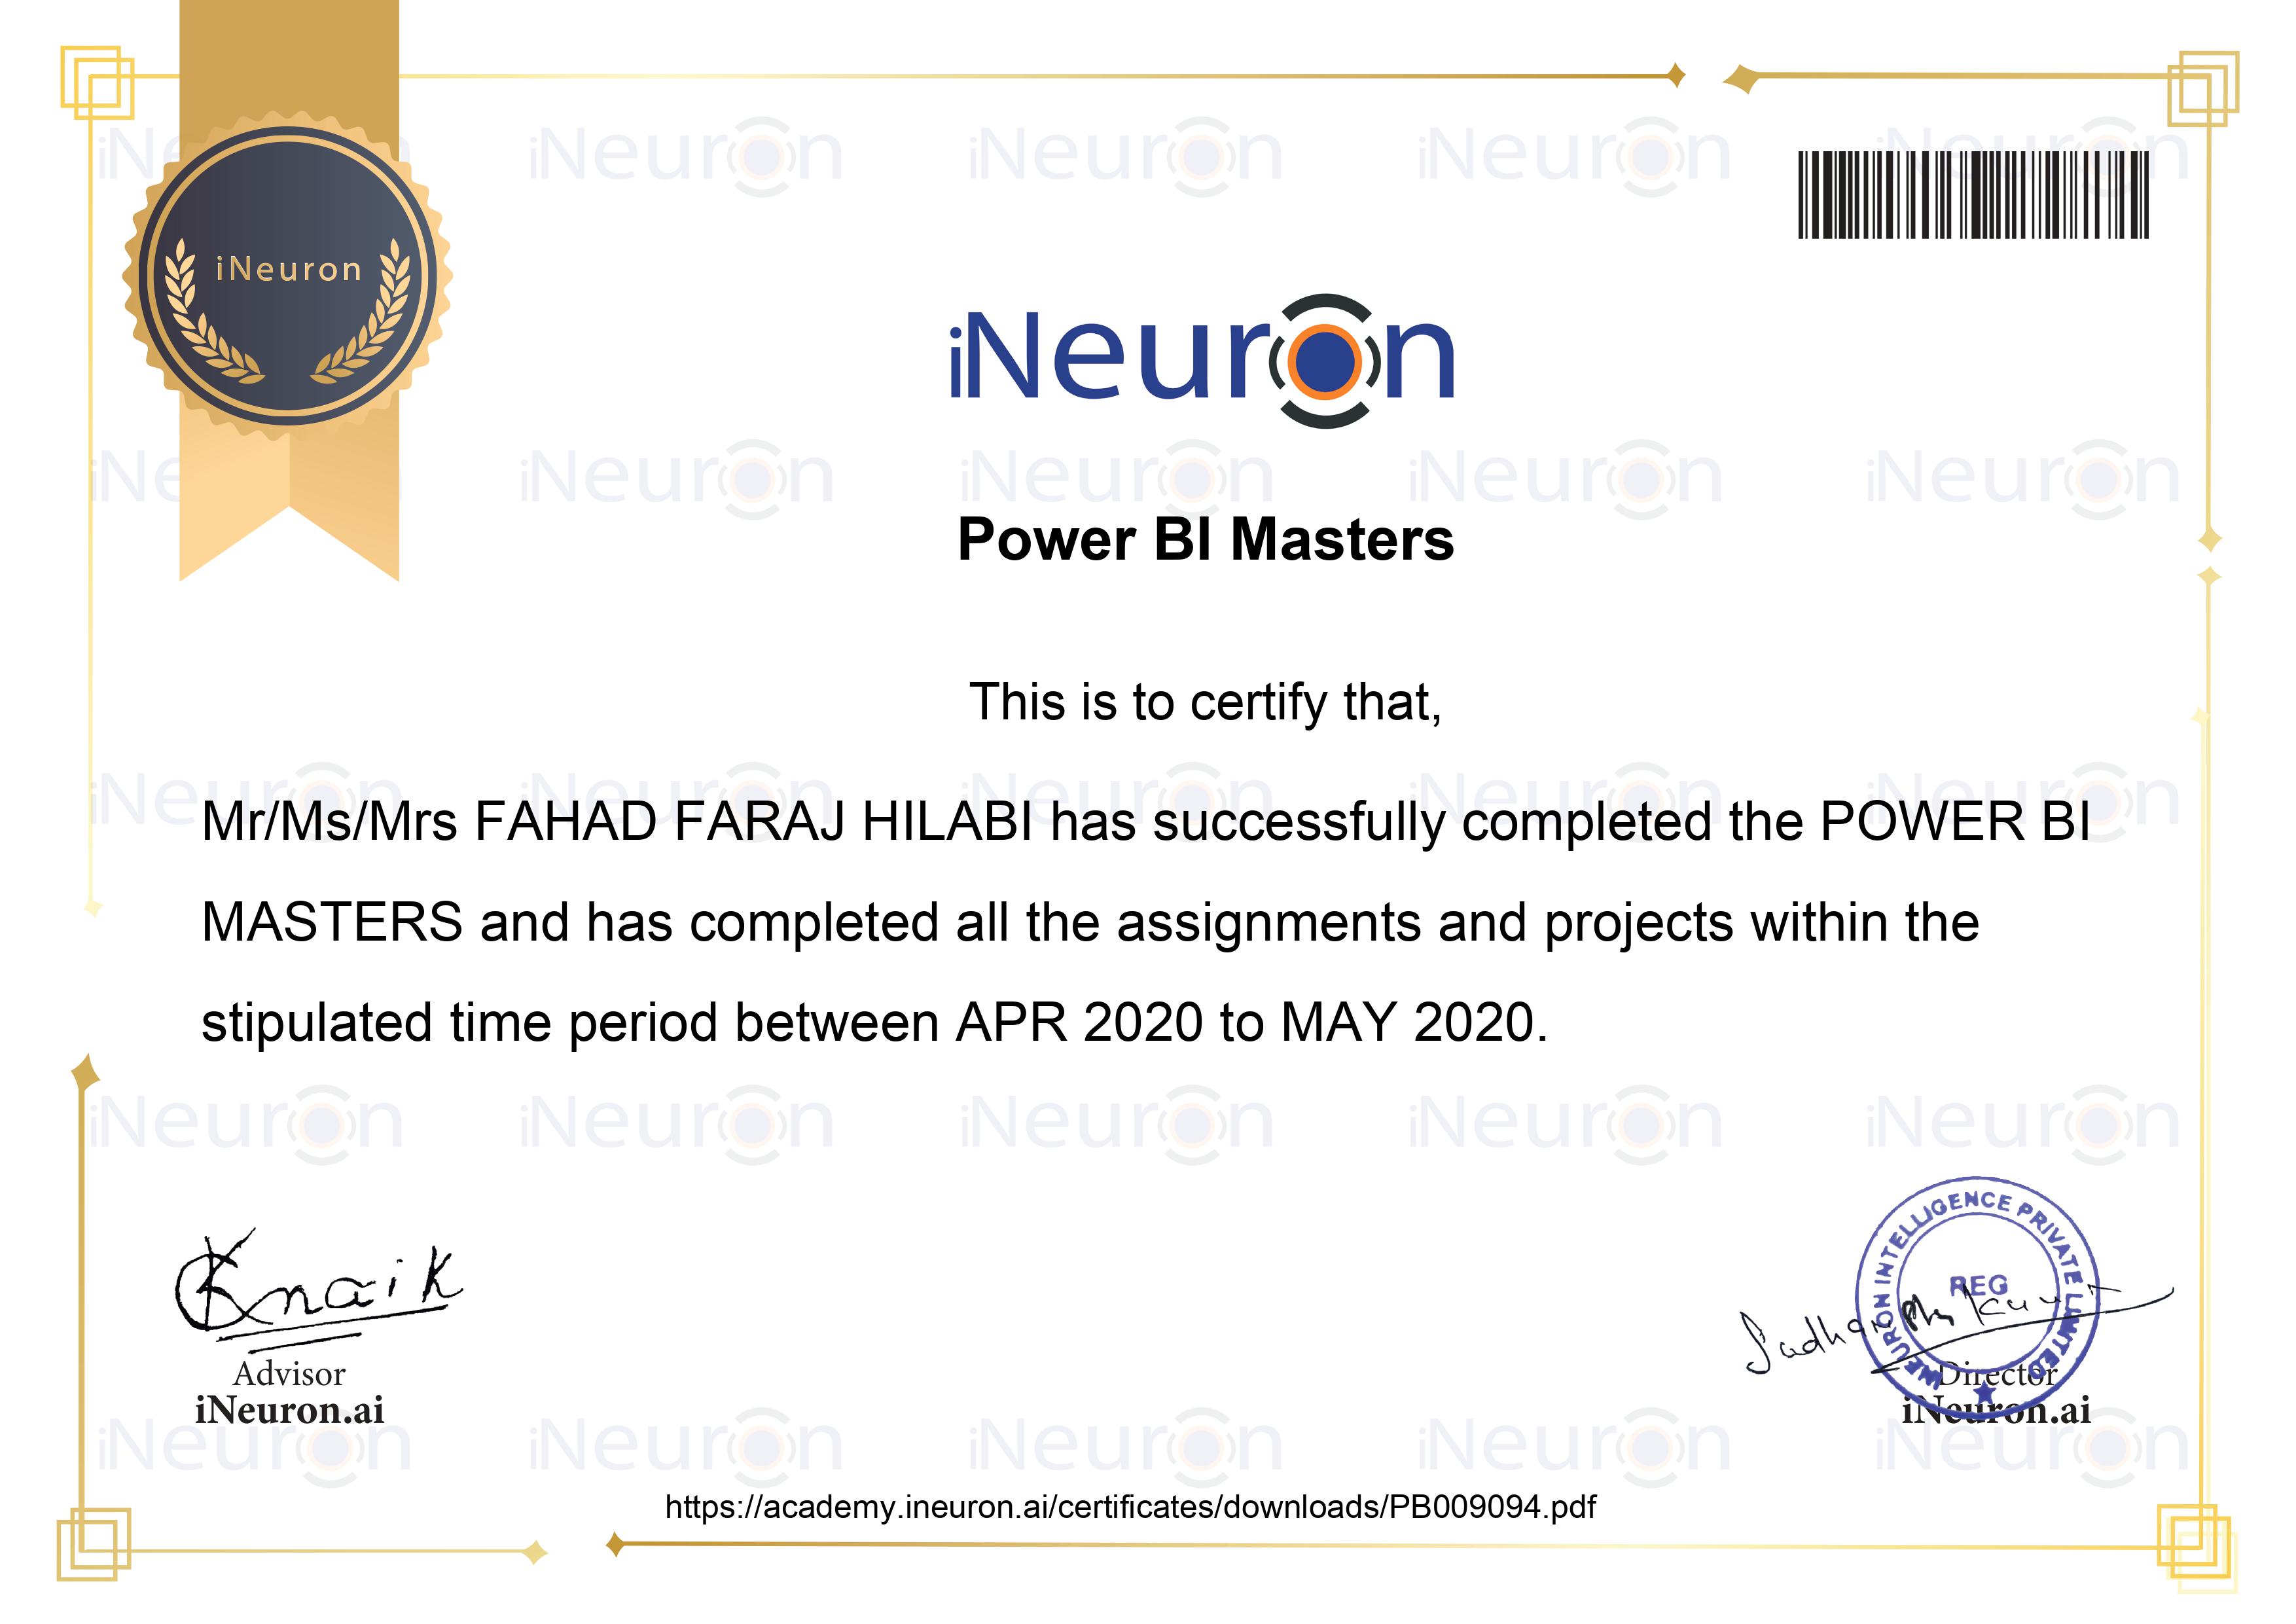 iNeuron
iNeuron
Power BI Masters
This is to certify that,
Mr/Ms/Mrs FAHAD FARAJ HILABI has successfully completed the POWER BI
MASTERS and has completed all the assignments and projects within the
stipulated time period between APR 2020 to MAY 2020.
naik
Advisor
iNeuron.ai
INEURON INTELLIGENCE PRIVATE LIMITED
REG
Director
iNeuron.ai
https://academy.ineuron.ai/certificates/downloads/PB009094.pdf